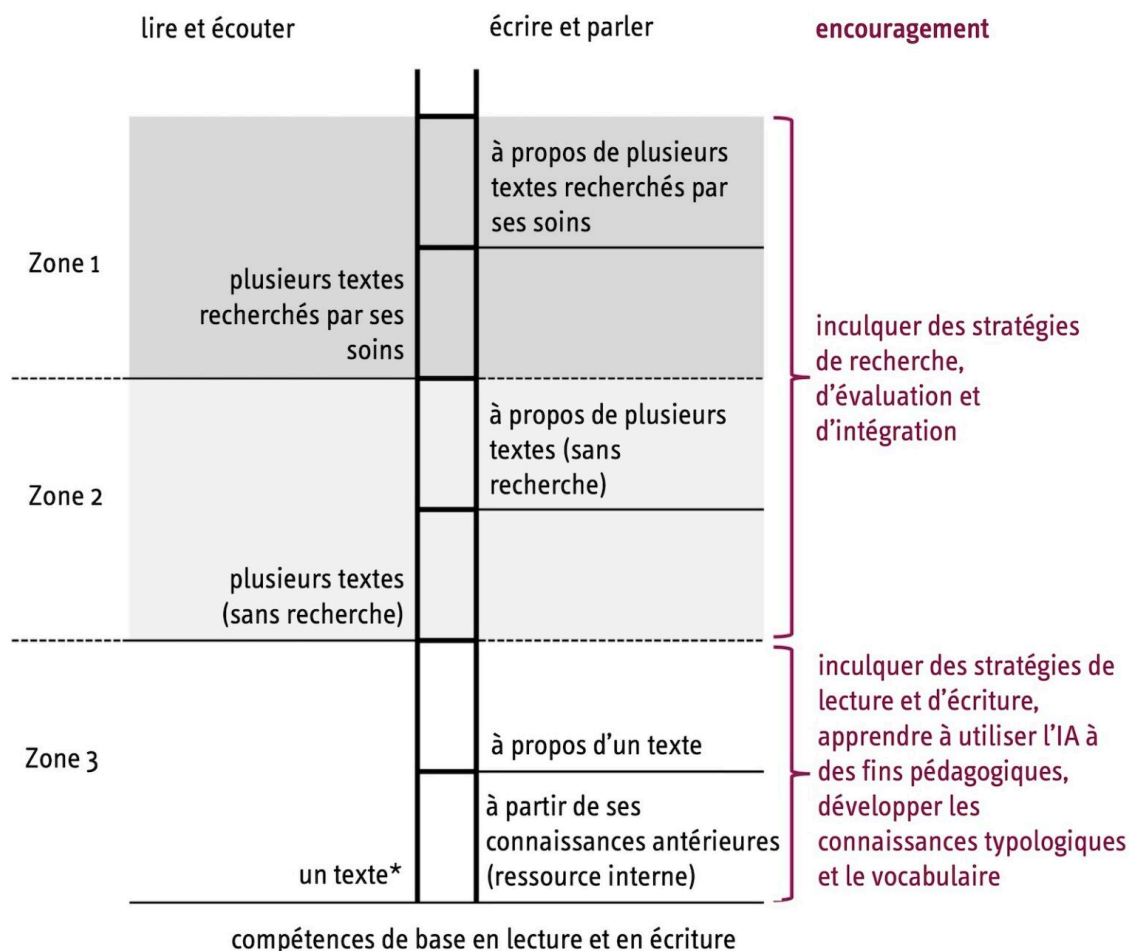 lire et écouter
écrire et parler
encouragement
Zone 1
plusieurs textes
recherchés par ses
soins
à propos de plusieurs
textes recherchés par
ses soins
Zone 2
plusieurs textes
(sans recherche)
à propos de plusieurs
textes (sans
recherche)
inculquer des stratégies
de recherche,
d'évaluation et
d'intégration
Zone 3
un texte*
à propos d'un texte
à partir de ses
connaissances antérieures
(ressource interne)
inculquer des stratégies de
lecture et d'écriture,
apprendre à utiliser l'IA à
des fins pédagogiques,
développer les
connaissances typologiques
et le vocabulaire
compétences de base en lecture et en écriture